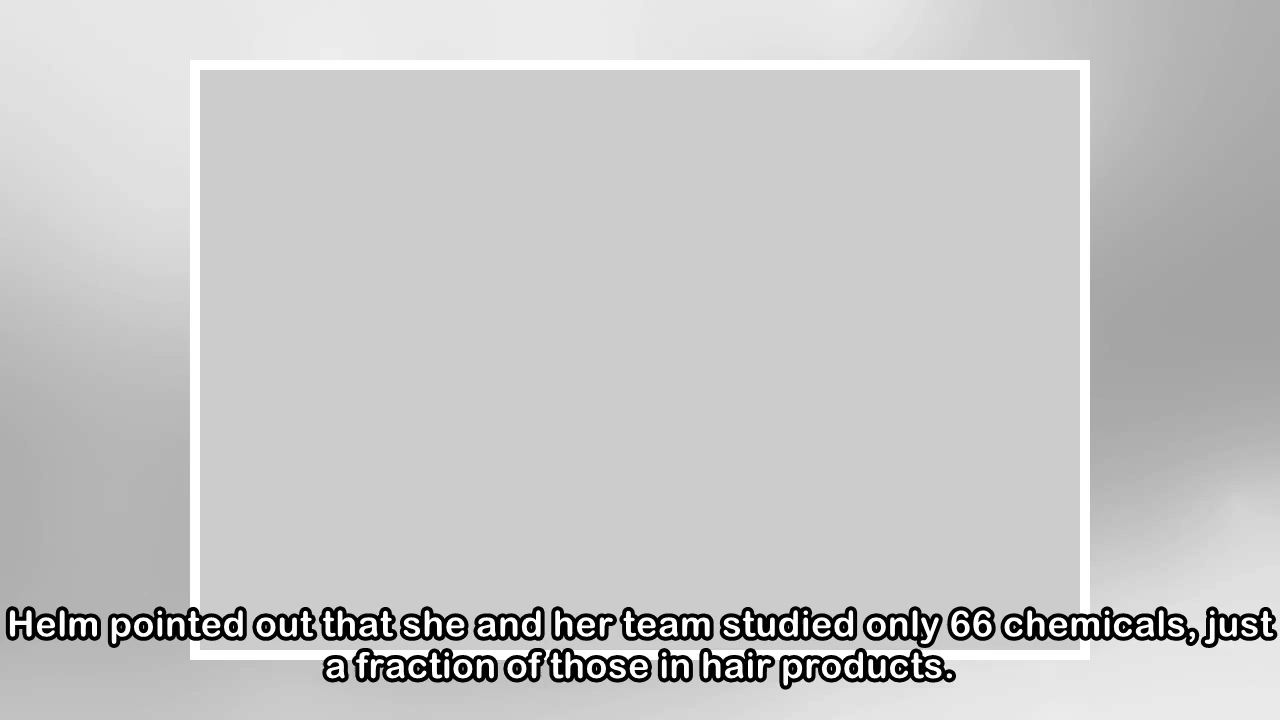 Helm pointed out that she and her team studied only 66 chemicals, just
a fraction of those in hair products.